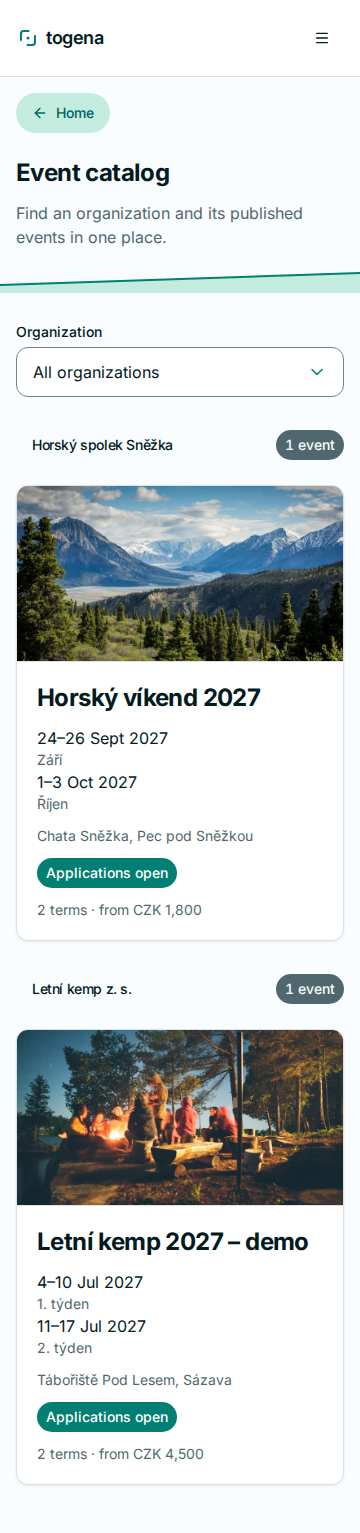 togena
Home
Event catalog
Find an organization and its published
events in one place.
Organization
All organizations
Horský spolek Sněžka
1 event
Horský víkend 2027
24–26 Sept 2027
Září
1–3 Oct 2027
Říjen
Chata Sněžka, Pec pod Sněžkou
Applications open
2 terms · from CZK 1,800
Letní kemp z. s.
1 event
Letní kemp 2027 – demo
4–10 Jul 2027
1. týden
11–17 Jul 2027
2. týden
Tábořiště Pod Lesem, Sázava
Applications open
2 terms · from CZK 4,500